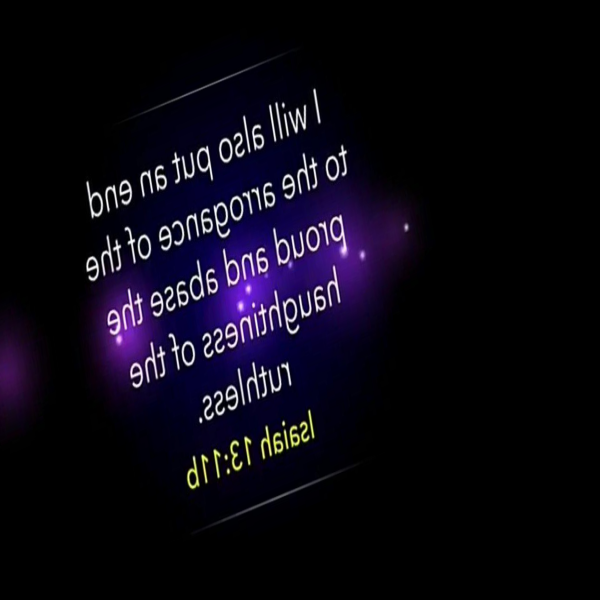 I will also put an end
to the arrogance of the
proud and abase the
haughtiness of the
ruthless.
Isaiah 13:11b